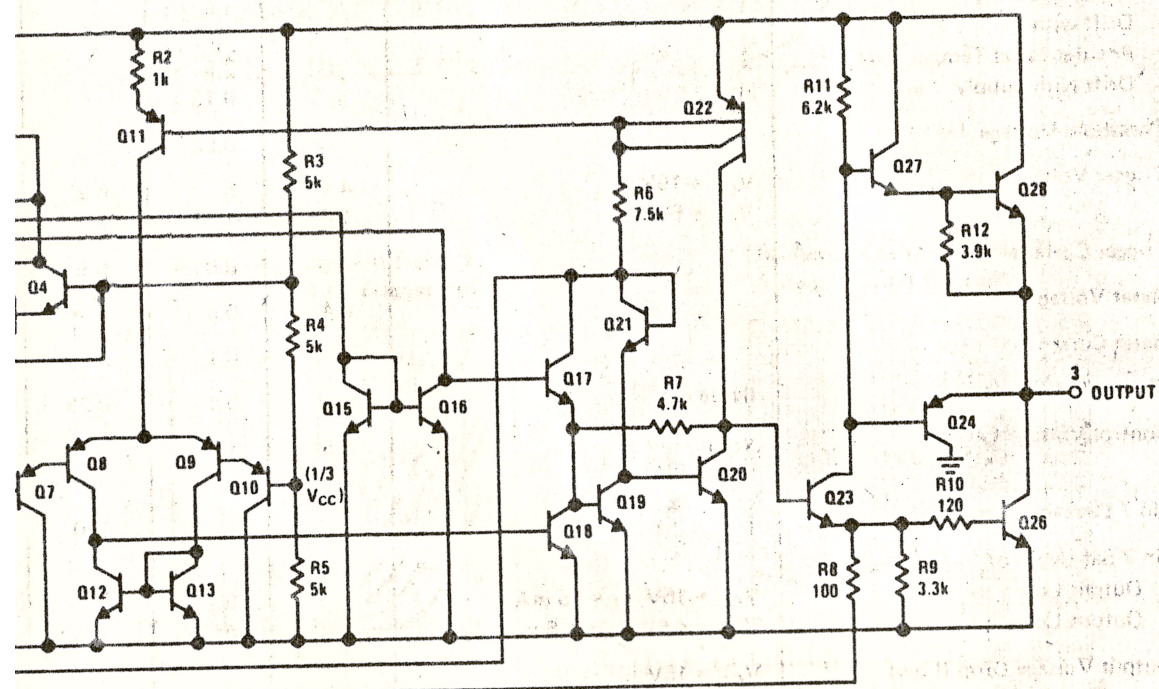 R2
1k
Q11
R3
5k
Q4
R4
5k
Q22
R11
6.2k
Q27
Q28
R6
7.5k
R12
3.9k
Q21
Q15
Q16
Q17
R7
4.7k
3
OUTPUT
Q24
Q8
Q9
Q7
Q10
(1/3
VCC)
Q19
Q20
Q23
R10
120
Q18
Q26
Q12
Q13
R5
5k
R8
100
R9
3.3k